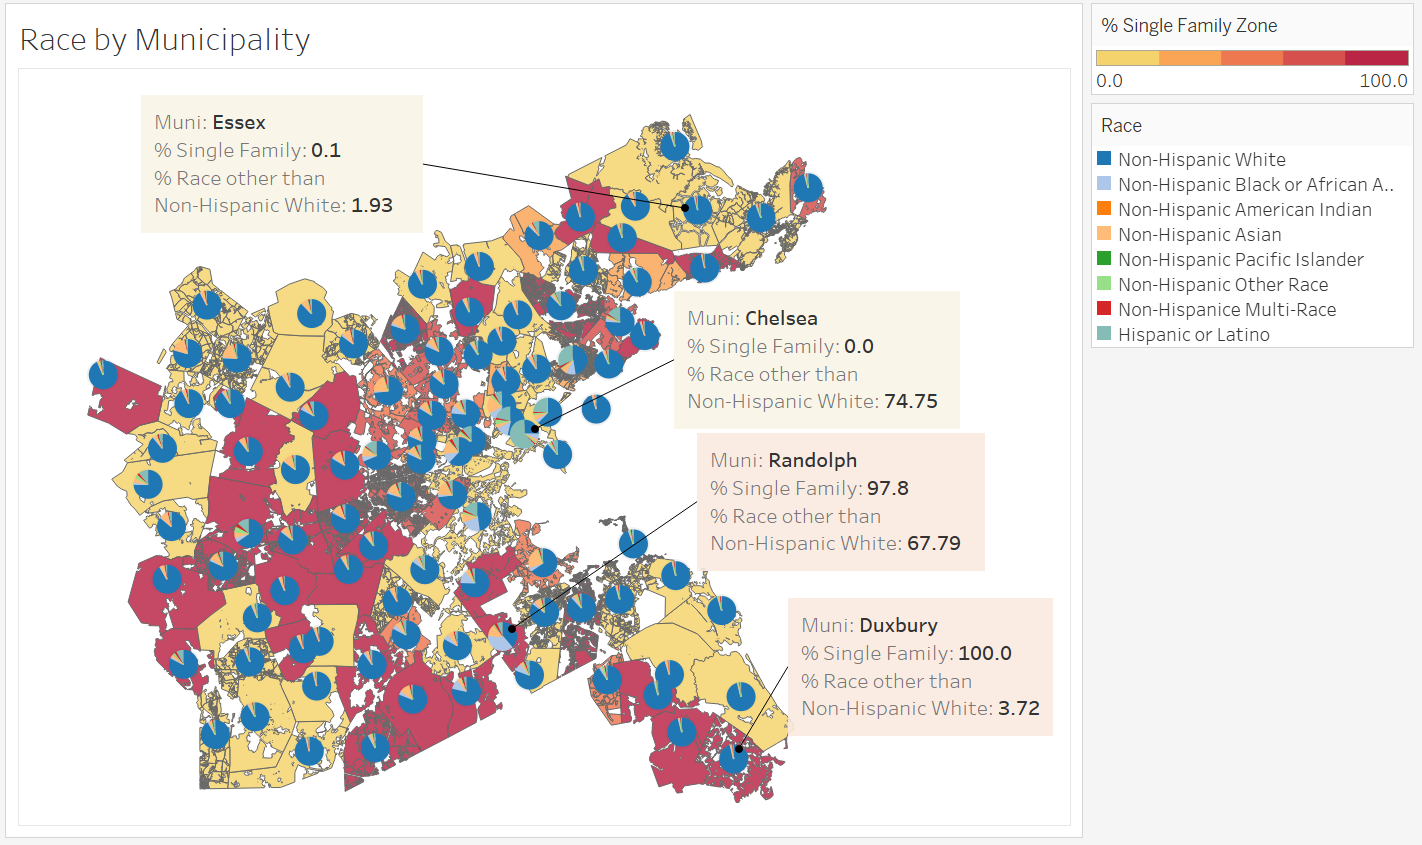 Race by Municipality
Muni: Essex
% Single Family: 0.1
% Race other than
Non-Hispanic White: 1.93
Muni: Chelsea
% Single Family: 0.0
% Race other than
Non-Hispanic White: 74.75
Muni: Randolph
% Single Family: 97.8
% Race other than
Non-Hispanic White: 67.79
Muni: Duxbury
% Single Family: 100.0
% Race other than
Non-Hispanic White: 3.72
% Single Family Zone
0.0 100.0
Race
Non-Hispanic White
Non-Hispanic Black or African A..
Non-Hispanic American Indian
Non-Hispanic Asian
Non-Hispanic Pacific Islander
Non-Hispanic Other Race
Non-Hispanice Multi-Race
Hispanic or Latino